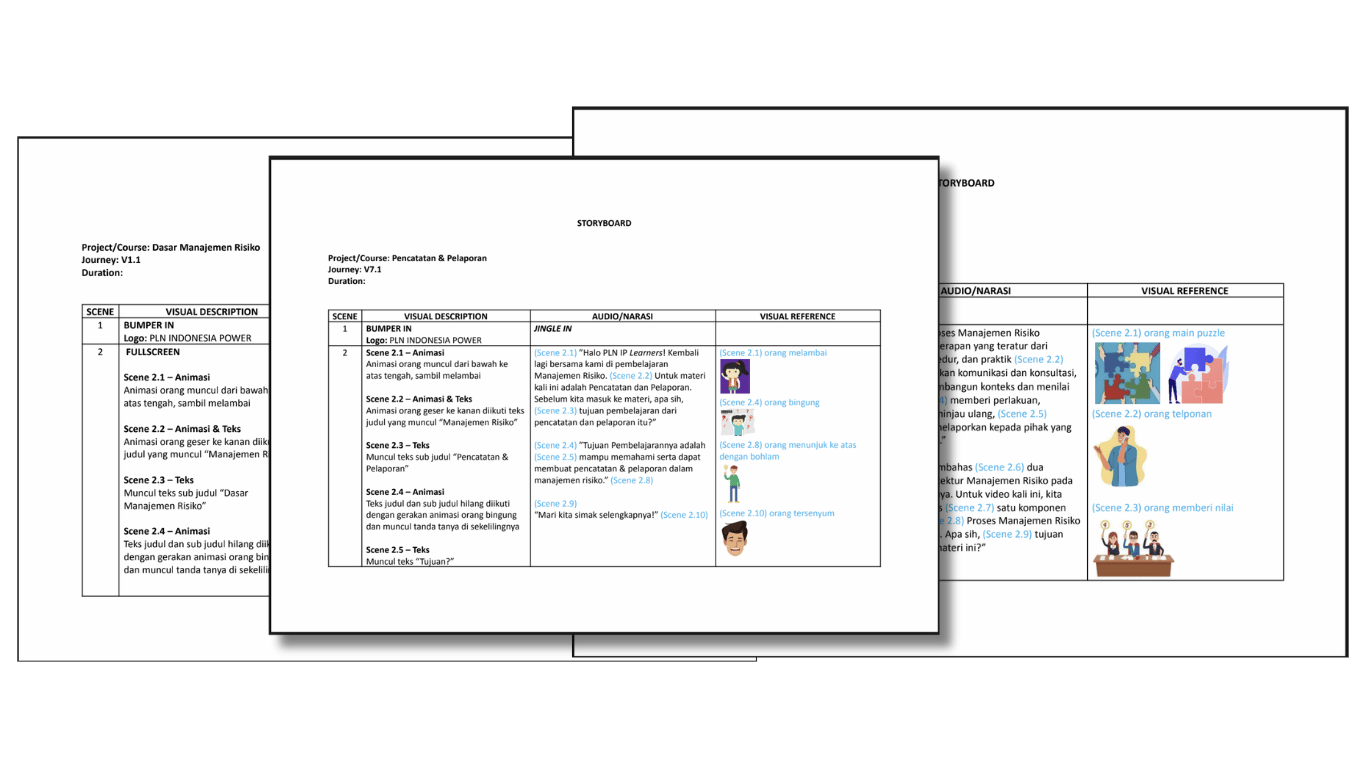 Project/Course: Dasar Manajemen Risiko
Journey: V1.1
Duration:
SCENE VISUAL DESCRIPTION
1 BUMPER IN
Logo: PLN INDONESIA POWER
2 FULLSCREEN
Scene 2.1 – Animasi
Animasi orang muncul dari bawah
atas tengah, sambil melambai
Scene 2.2 – Animasi & Teks
Animasi orang geser ke kanan
judul yang muncul “Manajemen
Scene 2.3 – Teks
Muncul teks sub judul “Dasar
Manajemen Risiko”
Scene 2.4 – Animasi
Teks judul dan sub judul hilang
dengan gerakan animasi orang
dan muncul tanda tanya di
STORYBOARD
Project/Course: Pencatatan & Pelaporan
Journey: V7.1
Duration:
SCENE VISUAL DESCRIPTION AUDIO/NARASI VISUAL REFERENCE
1 BUMPER IN
Logo: PLN INDONESIA POWER
JINGLE IN
2 Scene 2.1 – Animasi
Animasi orang muncul dari bawah ke
atas tengah, sambil melambai
Scene 2.2 – Animasi & Teks
Animasi orang geser ke kanan diikuti teks
judul yang muncul “Manajemen Risiko”
Scene 2.3 – Teks
Muncul teks sub judul “Pencatatan &
Pelaporan”
Scene 2.4 – Animasi
Teks judul dan sub judul hilang diikuti
dengan gerakan animasi orang bingung
dan muncul tanda tanya di sekelilingnya
Scene 2.5 – Teks
Muncul teks “Tujuan?”
(Scene 2.1) “Halo PLN IP Learners! Kembali
lagi bersama kami di pembelajaran
Manajemen Risiko. (Scene 2.2) Untuk materi
kali ini adalah Pencatatan dan Pelaporan.
Sebelum kita masuk ke materi, apa sih,
(Scene 2.3) tujuan pembelajaran dari
pencatatan dan pelaporan itu?”
(Scene 2.4) “Tujuan Pembelajarannya adalah
(Scene 2.5) mampu memahami serta dapat
membuat pencatatan & pelaporan dalam
manajemen risiko.” (Scene 2.8)
(Scene 2.9)
“Mari kita simak selengkapnya!” (Scene 2.10)
(Scene 2.1) orang melambai
(Scene 2.4) orang bingung
(Scene 2.8) orang menunjuk ke atas
dengan bohlam
(Scene 2.10) orang tersenyum
TORYBOARD
AUDIO/NARASI VISUAL REFERENCE
Manajemen Risiko
yang teratur dari
dan praktik (Scene 2.2)
komunikasi dan konsultasi,
konteks dan menilai
memberi perlakuan,
ulang, (Scene 2.5)
kepada pihak yang
(Scene 2.6) dua
Manajemen Risiko pada
Untuk video kali ini, kita
(Scene 2.7) satu komponen
2.8) Proses Manajemen Risiko
Apa sih, (Scene 2.9) tujuan
ini?”
(Scene 2.1) orang main puzzle
(Scene 2.2) orang telponan
(Scene 2.3) orang memberi nilai
4 5 2